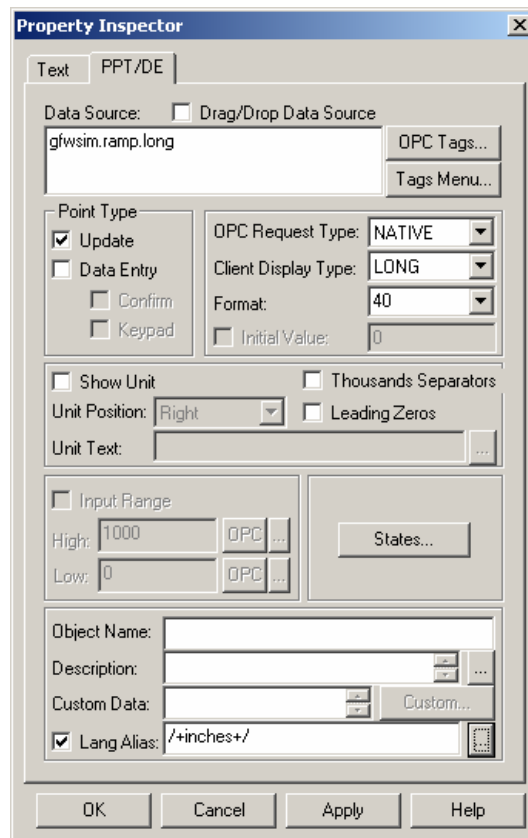 Property Inspector
Text PPT/DE
Data Source: Drag/Drop Data Source
gfwsim.ramp.long
OPC Tags...
Tags Menu...
Point Type
Update
Data Entry
Confirm
Keypad
OPC Request Type: NATIVE
Client Display Type: LONG
Format: 40
Initial Value: 0
Show Unit Thousands Separators
Unit Position: Right Leading Zeros
Unit Text: ...
Input Range
High: 1000 OPC ...
Low: 0 OPC ...
States...
Object Name:
Description: ...
Custom Data: Custom...
Lang Alias: /+inches+/ ...
OK Cancel Apply Help